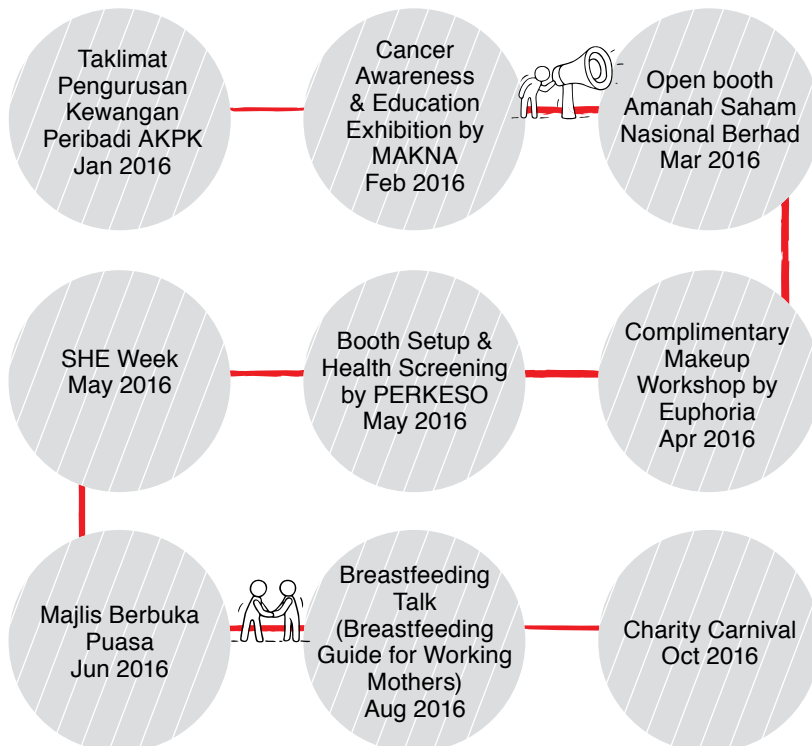 Taklimat
Pengurusan
Kewangan
Peribadi AKPK
Jan 2016
Cancer
Awareness
& Education
Exhibition by
MAKNA
Feb 2016
Open booth
Amanah Saham
Nasional Berhad
Mar 2016
Complimentary
Makeup
Workshop by
Euphoria
Apr 2016
Booth Setup &
Health Screening
by PERKESO
May 2016
SHE Week
May 2016
Majlis Berbuka
Puasa
Jun 2016
Breastfeeding
Talk
(Breastfeeding
Guide for Working
Mothers)
Aug 2016
Charity Carnival
Oct 2016